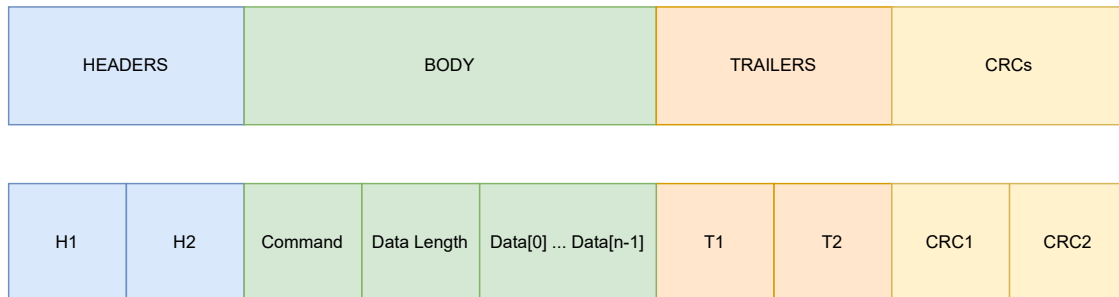 HEADERS
BODY
TRAILERS
CRCs
H1
H2
Command
Data Length
Data[0] ... Data[n-1]
T1
T2
CRC1
CRC2